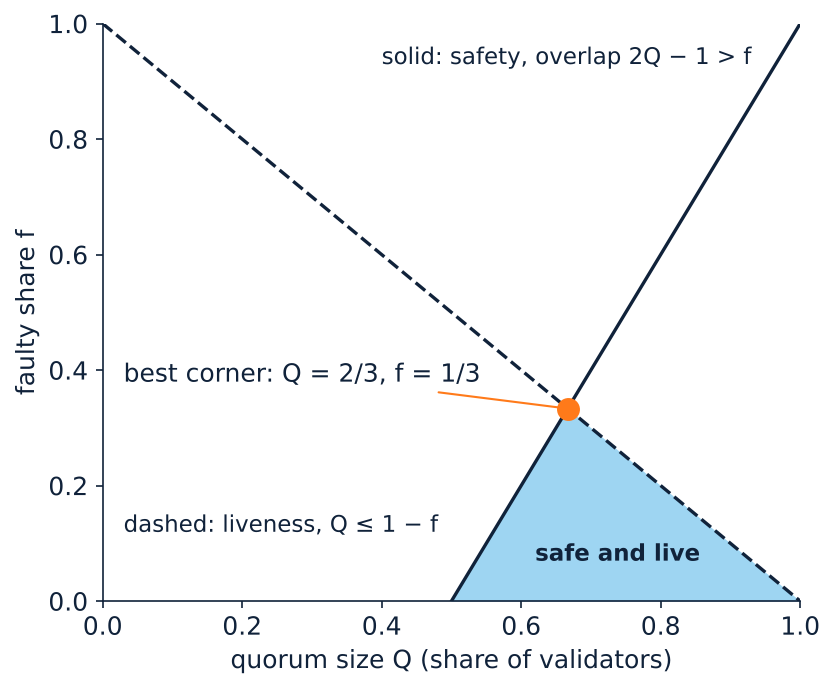 1.0
solid: safety, overlap 2Q − 1 > f
0.8
0.6
faulty share f
0.4
best corner: Q = 2/3, f = 1/3
0.2
dashed: liveness, Q ≤ 1 − f
safe and live
0.0
0.0 0.2 0.4 0.6 0.8 1.0
quorum size Q (share of validators)